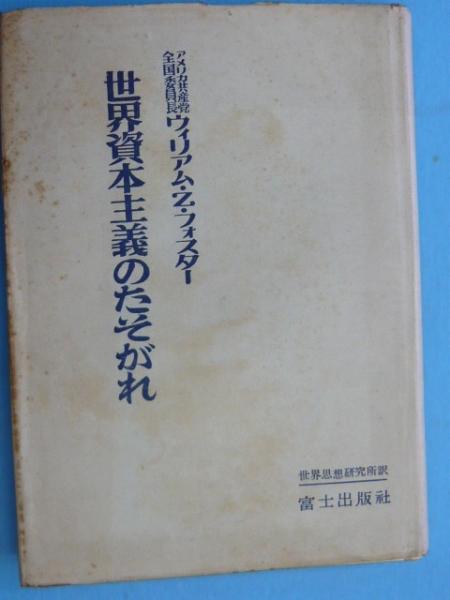 アメリカ共産党
全国委員長
ウィリアム・Z・フォスター
世界資本主義のたそがれ
世界思想研究所訳
富士出版社